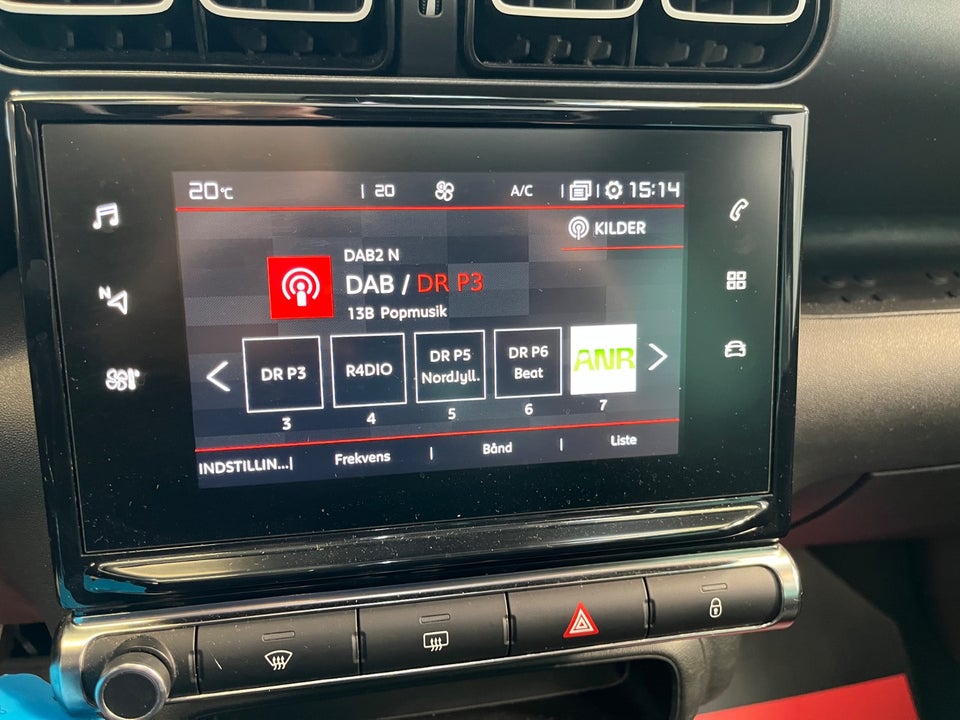 20°C | 20 A/C | | 15:14
KILDER
DAB2 N
DAB / DR P3
13B Popmusik
N
DR P3
R4DIO
DR P5
NordJyll.
DR P6
Beat
ANR
3 4 5 6 7
INDSTILLIN...| Frekvens | Bånd | Liste